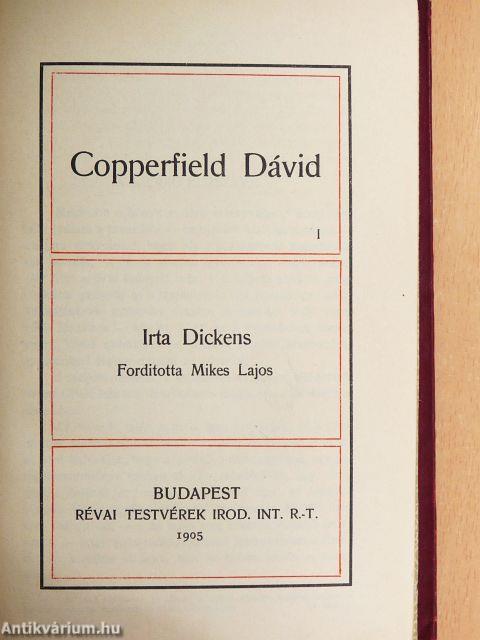 Copperfield Dávid
I
Irta Dickens
Forditotta Mikes Lajos
BUDAPEST
RÉVAI TESTVÉREK IROD. INT. R.-T.
1905
Antikvárium.hu